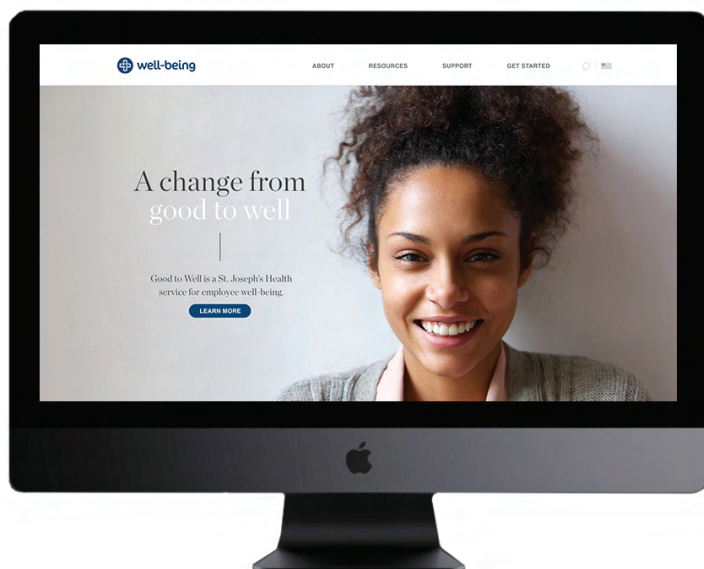 well-being
ABOUT
RESOURCES
SUPPORT
GET STARTED
A change from
good to well
Good to Well is a St. Joseph's Health
service for employee well-being.
LEARN MORE